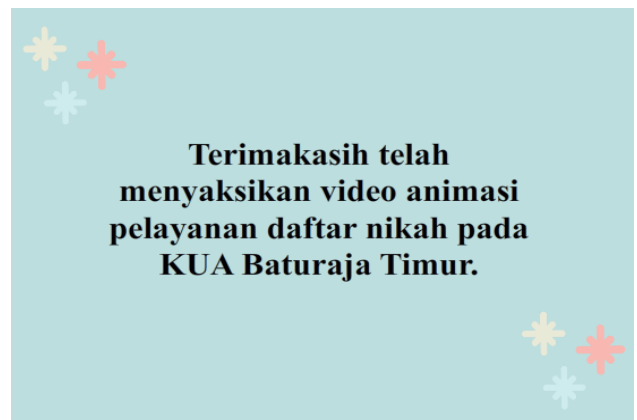 Terimakasih telah
menyaksikan video animasi
pelayanan daftar nikah pada
KUA Baturaja Timur.